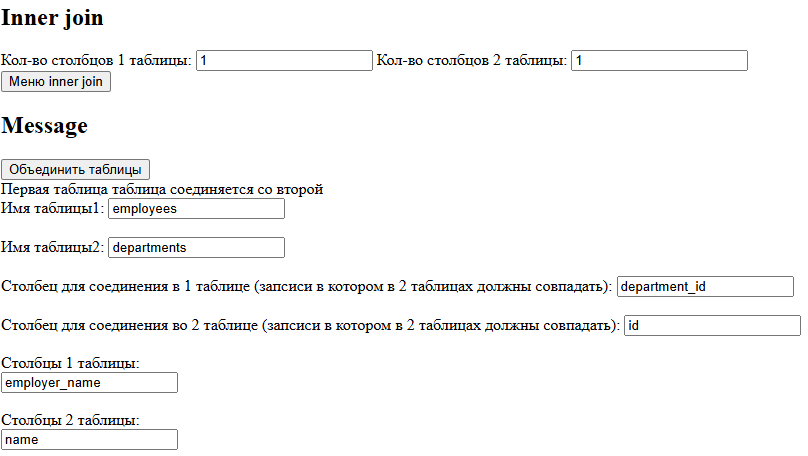 Inner join
Кол-во столбцов 1 таблицы: 1 Кол-во столбцов 2 таблицы: 1
Меню inner join
Message
Объединить таблицы
Первая таблица таблица соединяется со второй
Имя таблицы1: employees
Имя таблицы2: departments
Столбец для соединения в 1 таблице (запсиси в котором в 2 таблицах должны совпадать): department_id
Столбец для соединения во 2 таблице (запсиси в котором в 2 таблицах должны совпадать): id
Столбцы 1 таблицы:
employer_name
Столбцы 2 таблицы:
name